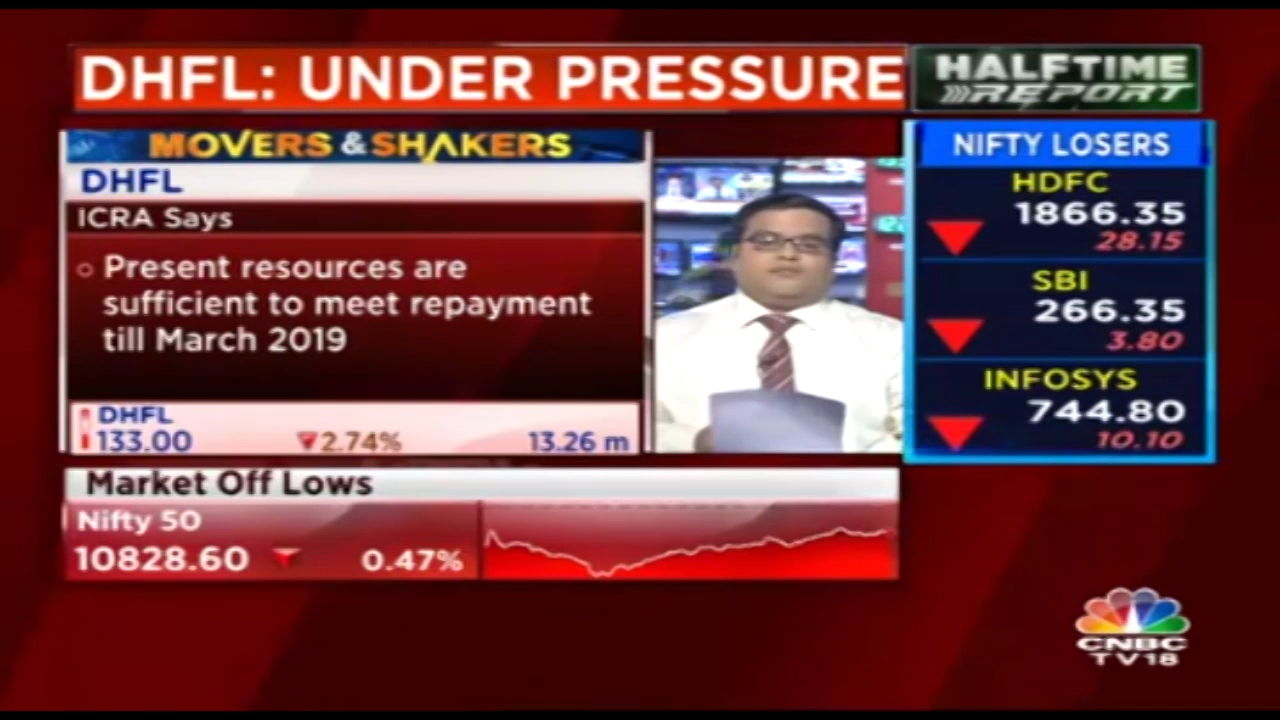 DHFL: UNDER PRESSURE
HALFTIME
REPORT
MOVERS & SHAKERS
DHFL
ICRA Says
Present resources are
sufficient to meet repayment
till March 2019
DHFL
133.00 ▼2.74% 13.26 m
NIFTY LOSERS
HDFC
1866.35
28.15
SBI
266.35
3.80
INFOSYS
744.80
10.10
Market Off Lows
Nifty 50
10828.60 ▼ 0.47%
CNBC
TV18